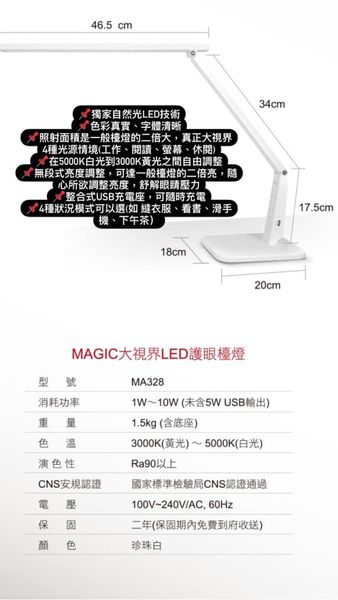 46.5 cm
📌獨家自然光LED技術
📌色彩真實、字體清晰
📌照射面積是一般檯燈的二倍大，真正大視界
4種光源情境(工作、閱讀、螢幕、休閱)
📌在5000K白光到3000K黃光之間自由調整
📌無段式亮度調整，可達一般檯燈的二倍亮，隨
心所欲調整亮度，舒解眼睛壓力
📌整合式USB充電座，可隨時充電
📌4種狀況模式可以選(如 縫衣服、看書、滑手
機、下午茶）
34cm
17.5cm
18cm
20cm
MAGIC大視界LED護眼檯燈
型 號 MA328
消耗功率 1W～10W (未含5W USB輸出)
重 量 1.5kg (含底座)
色 溫 3000K(黃光) ～ 5000K(白光)
演 色 性 Ra90以上
CNS安規認證 國家標準檢驗局CNS認證通過
電 壓 100V~240V/AC, 60Hz
保 固 二年(保固期內免費到府收送)
顏 色 珍珠白